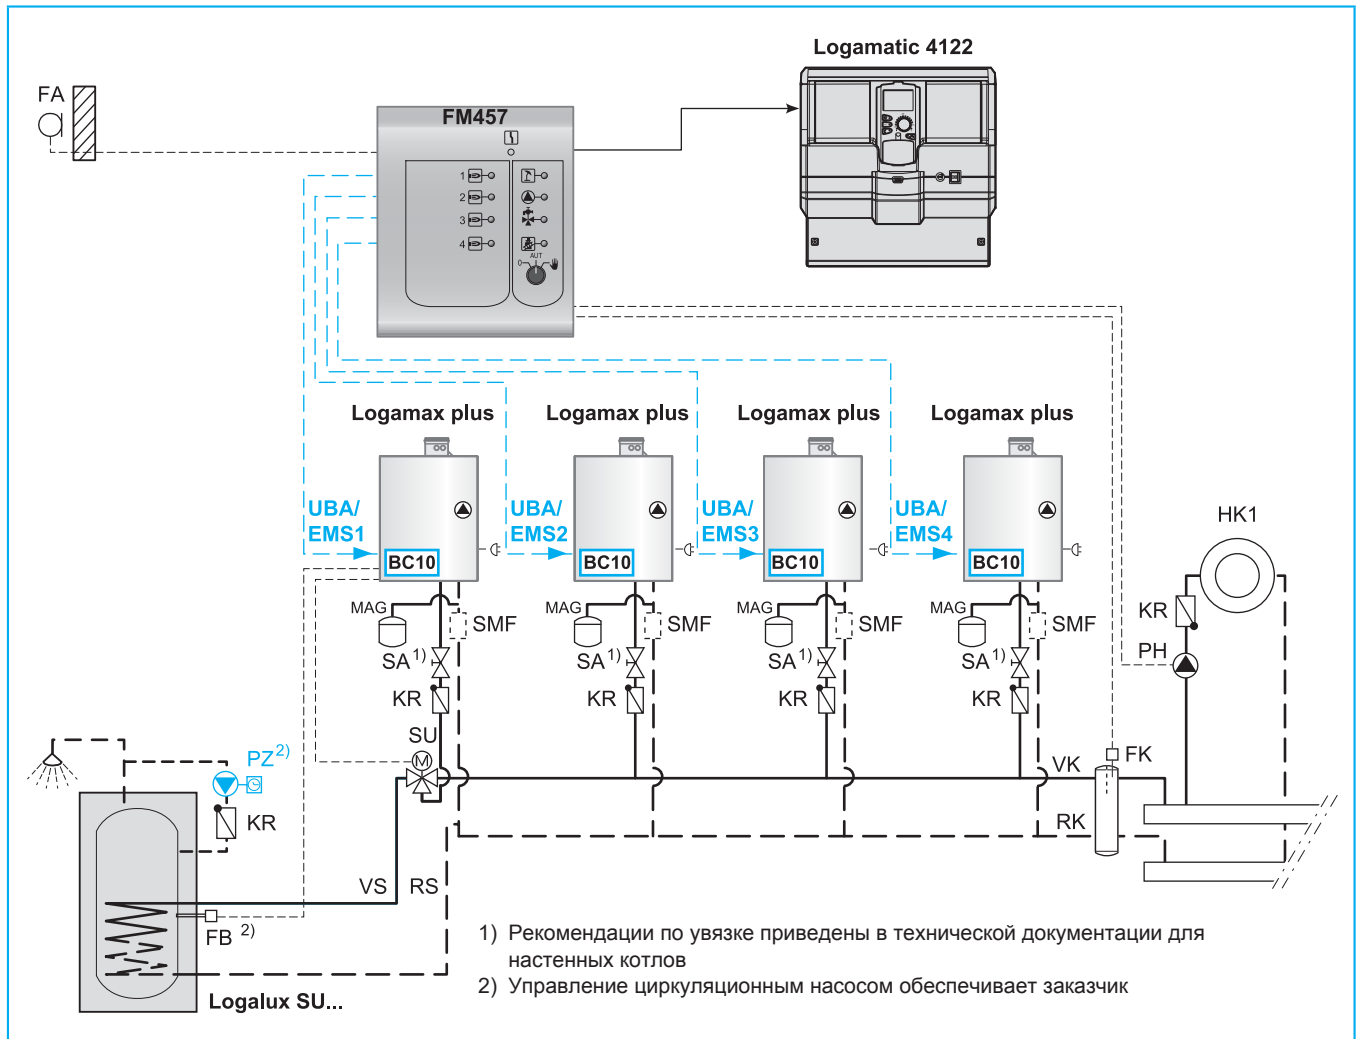 Logamatic 4122
FA
FM457
1
2
3
4
AUT
0
Logamax plus
Logamax plus
Logamax plus
Logamax plus
UBA/
EMS1
UBA/
EMS2
UBA/
EMS3
UBA/
EMS4
BC10
BC10
BC10
BC10
HK1
MAG
SMF
MAG
SMF
MAG
SMF
MAG
SMF
KR
PH
SA 1)
SA 1)
SA 1)
SA 1)
KR
KR
KR
KR
SU
M
PZ 2)
VK
FK
KR
RK
VS
RS
FB 2)
Logalux SU...
1) Рекомендации по увязке приведены в технической документации для
настенных котлов
2) Управление циркуляционным насосом обеспечивает заказчик